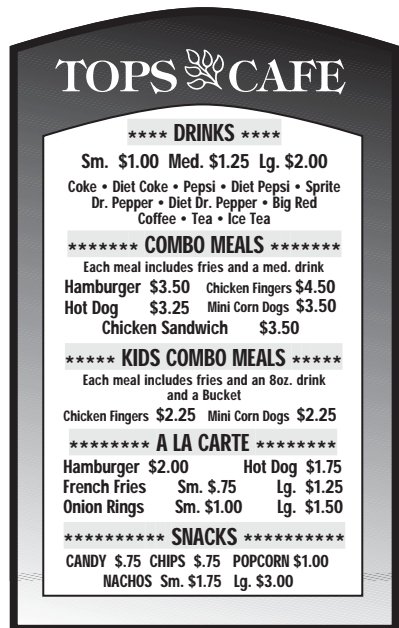 TOPS CAFE
**** DRINKS ****
Sm. $1.00 Med. $1.25 Lg. $2.00
Coke • Diet Coke • Pepsi • Diet Pepsi • Sprite
Dr. Pepper • Diet Dr. Pepper • Big Red
Coffee • Tea • Ice Tea
******* COMBO MEALS *******
Each meal includes fries and a med. drink
Hamburger $3.50 Chicken Fingers $4.50
Hot Dog $3.25 Mini Corn Dogs $3.50
Chicken Sandwich $3.50
***** KIDS COMBO MEALS *****
Each meal includes fries and an 8oz. drink
and a Bucket
Chicken Fingers $2.25 Mini Corn Dogs $2.25
******** A LA CARTE ********
Hamburger $2.00 Hot Dog $1.75
French Fries Sm. $.75 Lg. $1.25
Onion Rings Sm. $1.00 Lg. $1.50
********** SNACKS **********
CANDY $.75 CHIPS $.75 POPCORN $1.00
NACHOS Sm. $1.75 Lg. $3.00